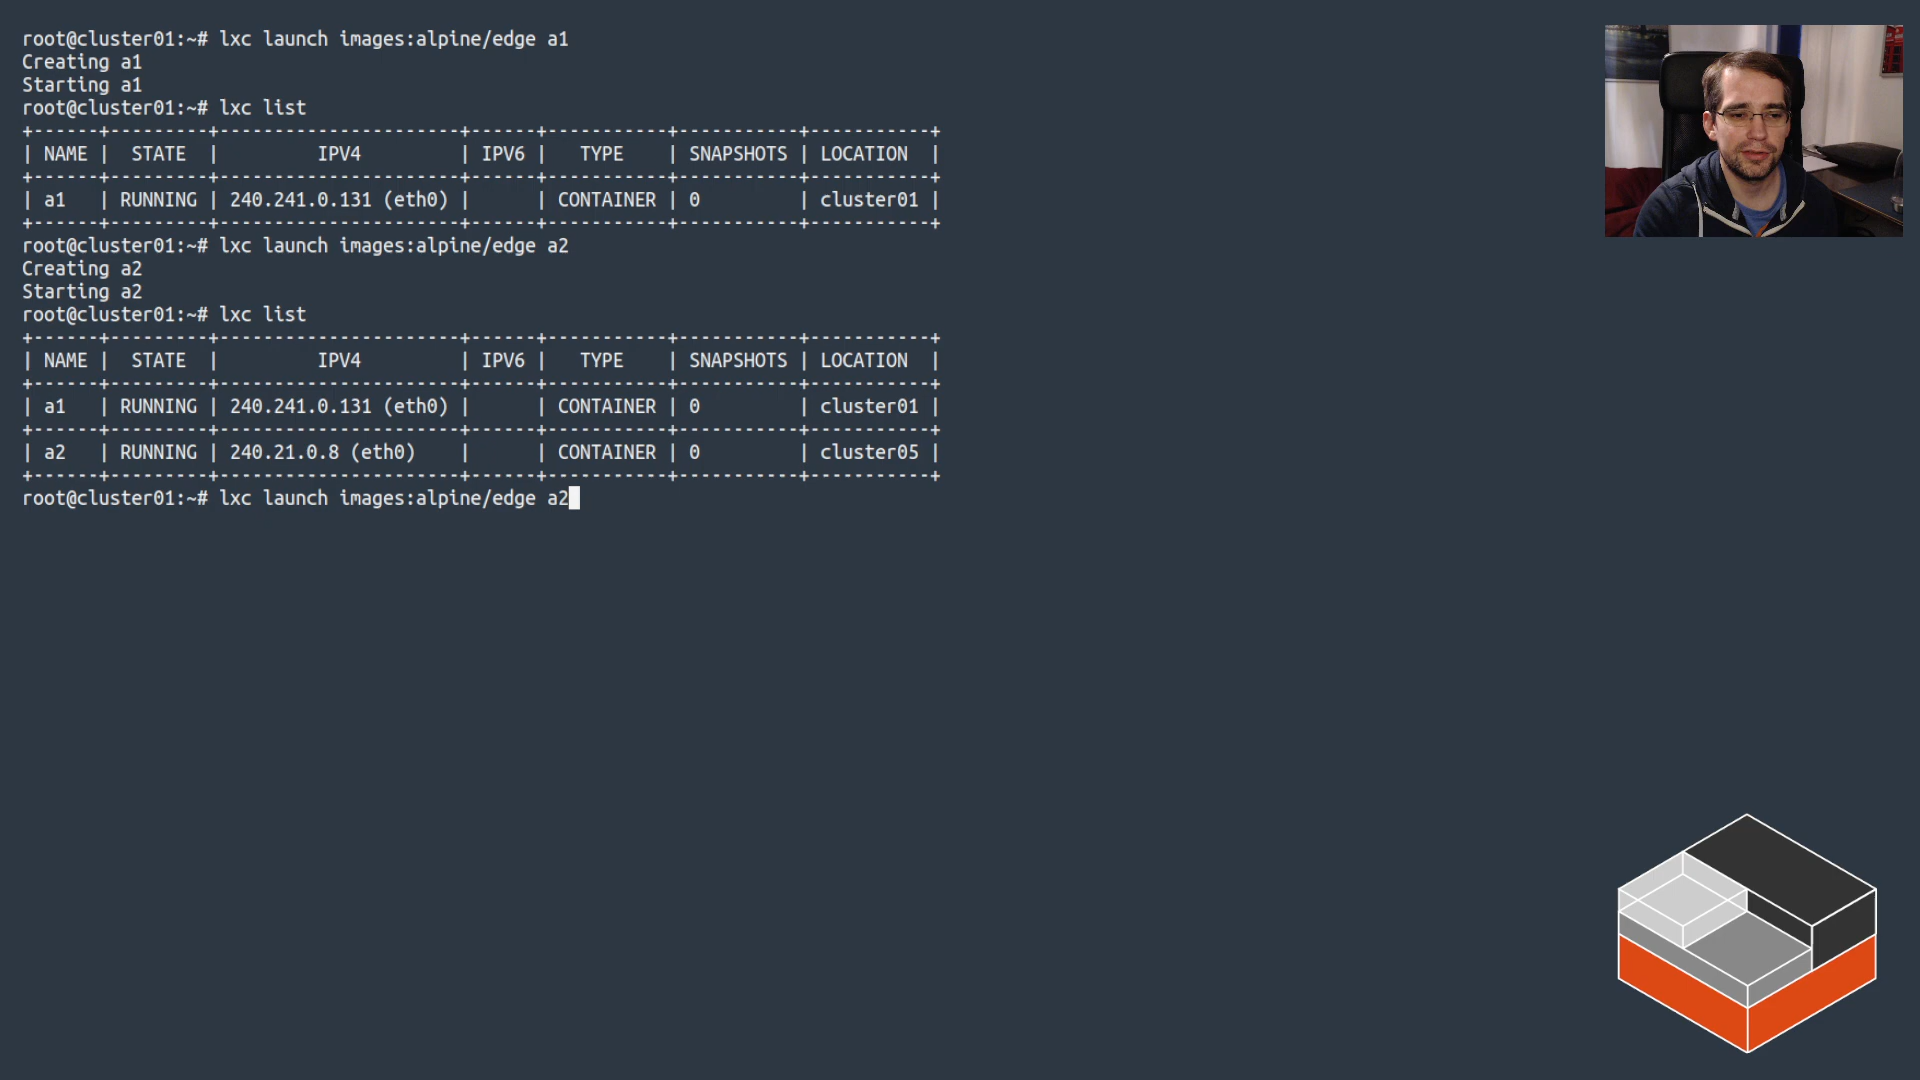 root@cluster01:~# lxc launch images:alpine/edge a1
Creating a1
Starting a1
root@cluster01:~# lxc list
+------+---------+----------------------+------+-----------+-----------+-----------+
| NAME |  STATE  |         IPV4         | IPV6 |   TYPE    | SNAPSHOTS | LOCATION  |
+------+---------+----------------------+------+-----------+-----------+-----------+
| a1   | RUNNING | 240.241.0.131 (eth0) |      | CONTAINER | 0         | cluster01 |
+------+---------+----------------------+------+-----------+-----------+-----------+
root@cluster01:~# lxc launch images:alpine/edge a2
Creating a2
Starting a2
root@cluster01:~# lxc list
+------+---------+----------------------+------+-----------+-----------+-----------+
| NAME |  STATE  |         IPV4         | IPV6 |   TYPE    | SNAPSHOTS | LOCATION  |
+------+---------+----------------------+------+-----------+-----------+-----------+
| a1   | RUNNING | 240.241.0.131 (eth0) |      | CONTAINER | 0         | cluster01 |
+------+---------+----------------------+------+-----------+-----------+-----------+
| a2   | RUNNING | 240.21.0.8 (eth0)    |      | CONTAINER | 0         | cluster05 |
+------+---------+----------------------+------+-----------+-----------+-----------+
root@cluster01:~# lxc launch images:alpine/edge a2